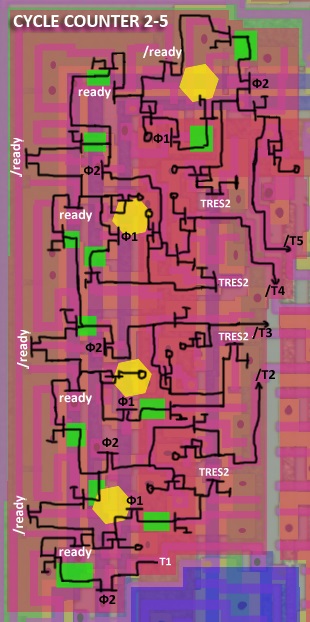 CYCLE COUNTER 2-5
/ready
ready
Φ2
Φ1
/ready
Φ2
TRES2
ready
Φ1
/T5
TRES2
/T4
/T3
/ready
Φ2
TRES2
/T2
ready
Φ1
Φ2
TRES2
Φ1
/ready
ready
T1
Φ2